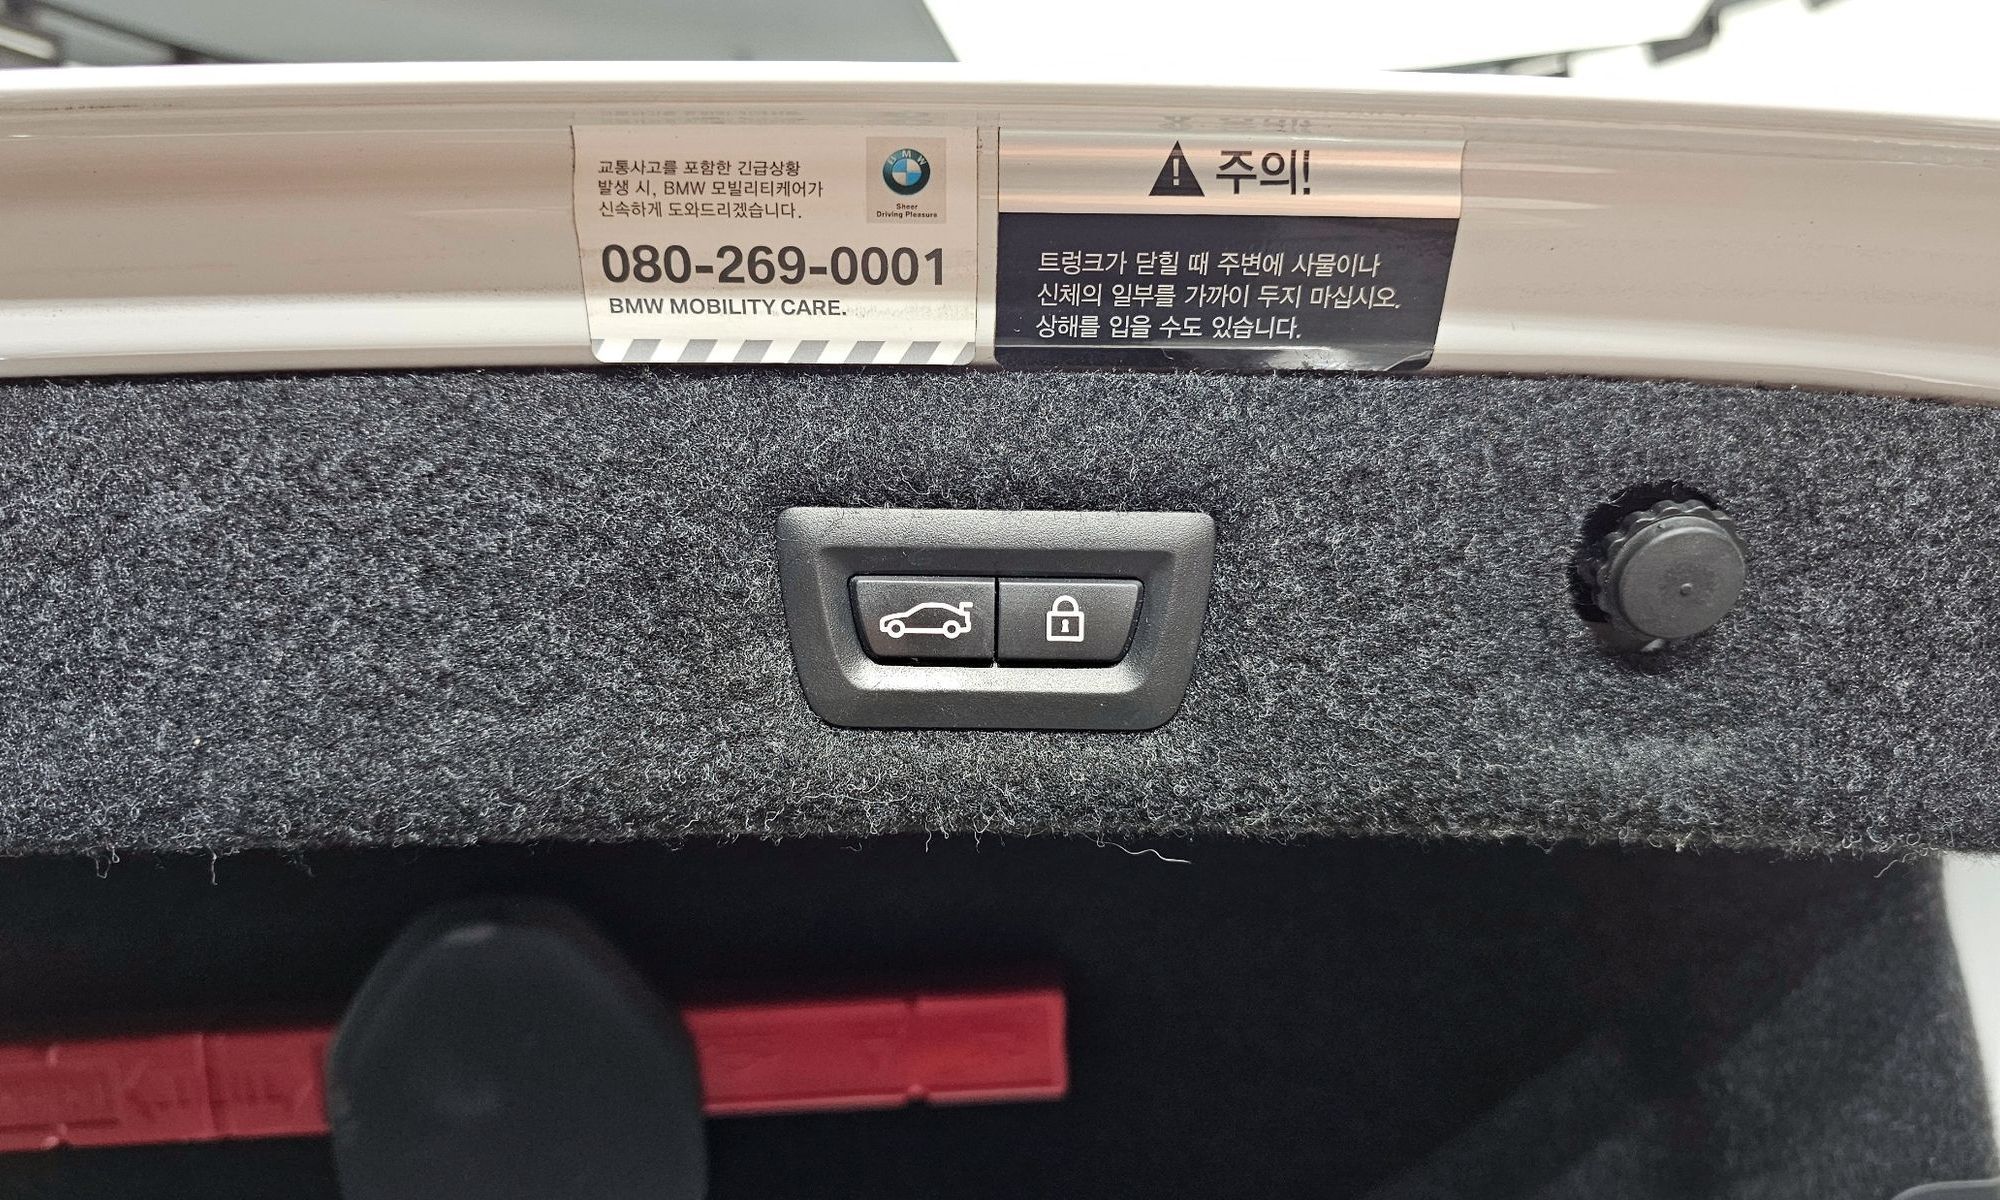 교통사고를 포함한 긴급상황
발생 시, BMW 모빌리티케어가
신속하게 도와드리겠습니다.
BMW
Sheer
Driving Pleasure
080-269-0001
BMW MOBILITY CARE.
주의!
트렁크가 닫힐 때 주변에 사물이나
신체의 일부를 가까이 두지 마십시오.
상해를 입을 수도 있습니다.